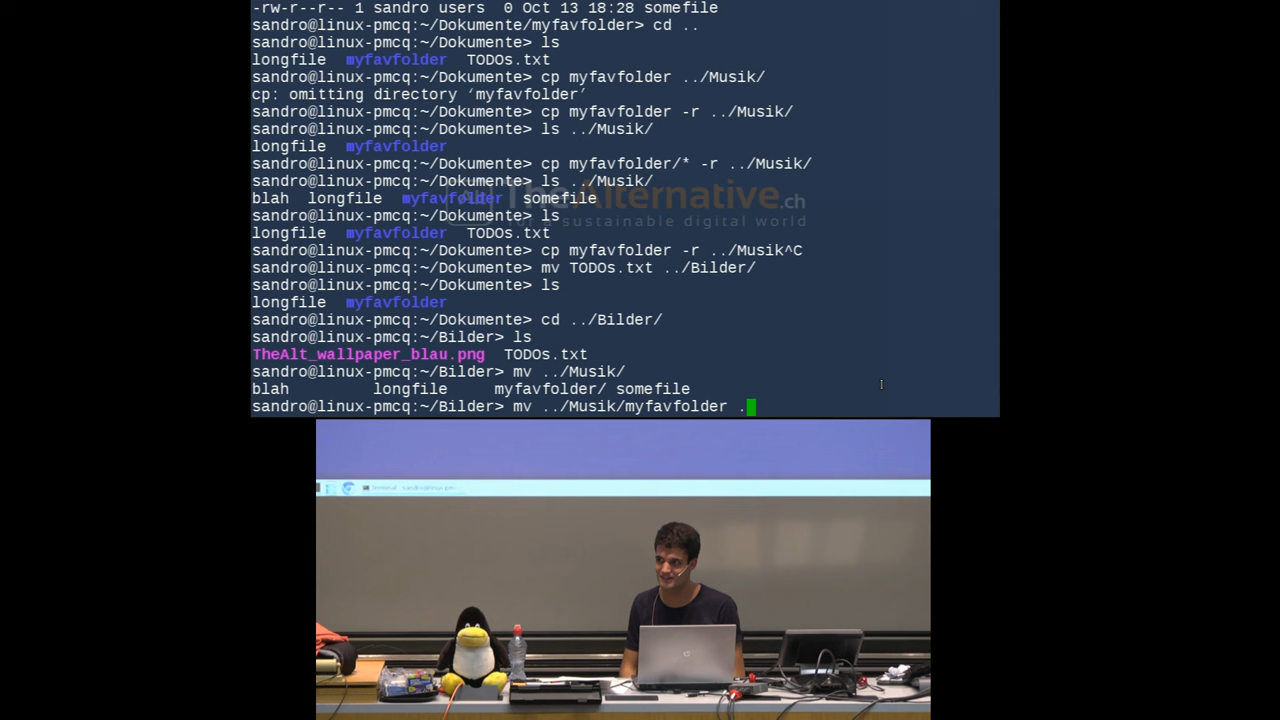 -rw-r--r-- 1 sandro users  0 Oct 13 18:28 somefile
sandro@linux-pmcq:~/Dokumente/myfavfolder> cd ..
sandro@linux-pmcq:~/Dokumente> ls
longfile  myfavfolder  TODOs.txt
sandro@linux-pmcq:~/Dokumente> cp myfavfolder ../Musik/
cp: omitting directory ‘myfavfolder’
sandro@linux-pmcq:~/Dokumente> cp myfavfolder -r ../Musik/
sandro@linux-pmcq:~/Dokumente> ls ../Musik/
longfile  myfavfolder
sandro@linux-pmcq:~/Dokumente> cp myfavfolder/* -r ../Musik/
sandro@linux-pmcq:~/Dokumente> ls ../Musik/
TheAlternative.ch
blah  longfile  myfavfolder  somefile
for a sustainable digital world
sandro@linux-pmcq:~/Dokumente> ls
longfile  myfavfolder  TODOs.txt
sandro@linux-pmcq:~/Dokumente> cp myfavfolder -r ../Musik^C
sandro@linux-pmcq:~/Dokumente> mv TODOs.txt ../Bilder/
sandro@linux-pmcq:~/Dokumente> ls
longfile  myfavfolder
sandro@linux-pmcq:~/Dokumente> cd ../Bilder/
sandro@linux-pmcq:~/Bilder> ls
TheAlt_wallpaper_blau.png  TODOs.txt
sandro@linux-pmcq:~/Bilder> mv ../Musik/
blah         longfile     myfavfolder/ somefile
sandro@linux-pmcq:~/Bilder> mv ../Musik/myfavfolder .